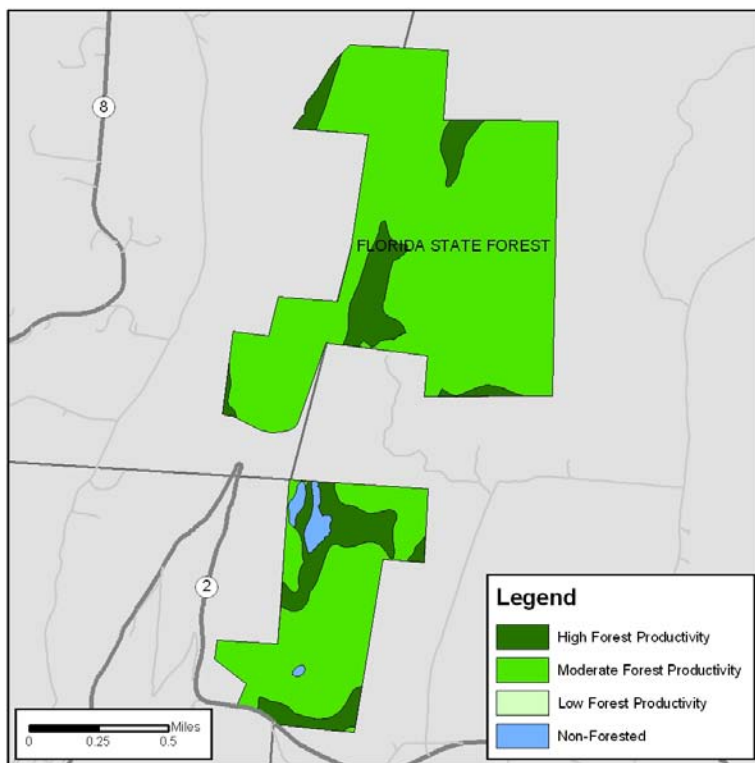 8
FLORIDA STATE FOREST
2
Legend
High Forest Productivity
Moderate Forest Productivity
Low Forest Productivity
Non-Forested
Miles
0 0.25 0.5